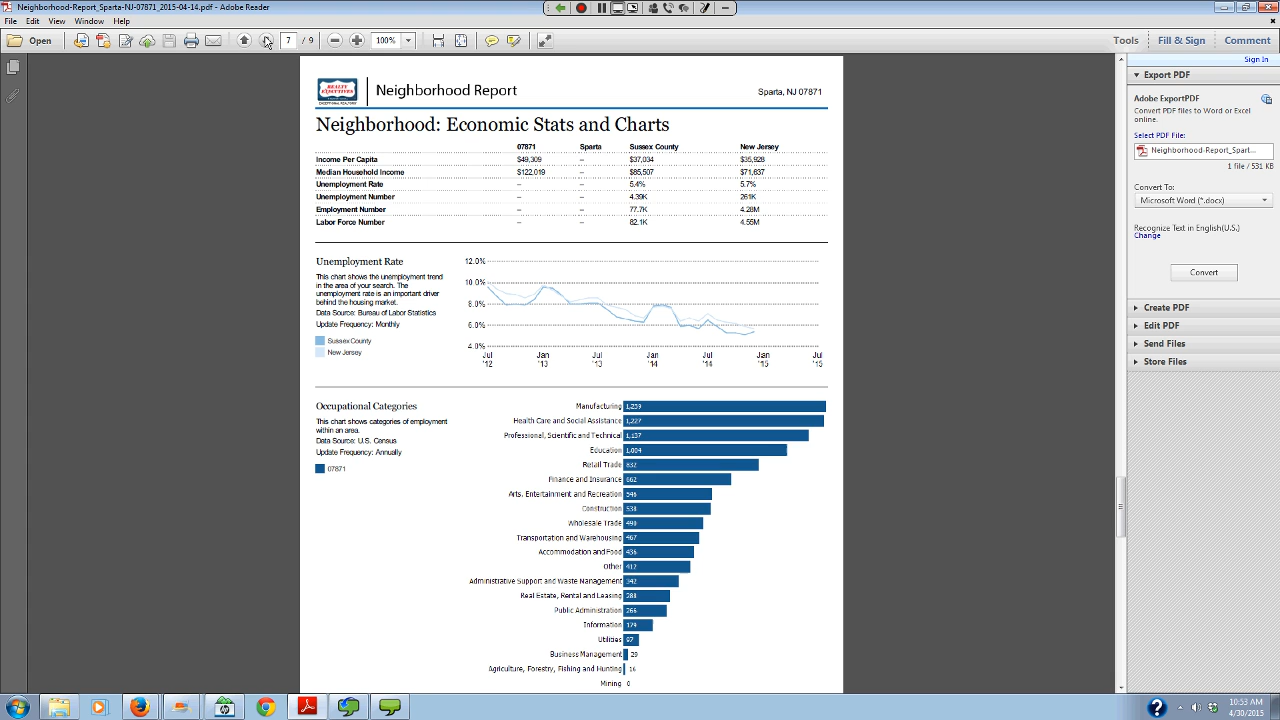 Neighborhood-Report_Sparta-NJ-07871_2015-04-14.pdf - Adobe Reader
File Edit View Window Help
Open 7 / 9 100% Tools Fill & Sign Comment
Sign In
Export PDF
Adobe ExportPDF
Convert PDF files to Word or Excel
online.
Select PDF File:
Neighborhood-Report_Spart...
1 file / 531 KB
Convert To:
Microsoft Word (*.docx)
Recognize Text in English(U.S.)
Change
Convert
Create PDF
Edit PDF
Send Files
Store Files
REALTY
EXECUTIVES
EXCEPTIONAL REALTORS
Neighborhood Report
Sparta, NJ 07871
Neighborhood: Economic Stats and Charts
07871 Sparta Sussex County New Jersey
Income Per Capita $49,309 – $37,034 $35,928
Median Household Income $122,019 – $85,507 $71,637
Unemployment Rate – – 5.4% 5.7%
Unemployment Number – – 4.39K 261K
Employment Number – – 77.7K 4.28M
Labor Force Number – – 82.1K 4.55M
Unemployment Rate
This chart shows the unemployment trend
in the area of your search. The
unemployment rate is an important driver
behind the housing market.
Data Source: Bureau of Labor Statistics
Update Frequency: Monthly
Sussex County
New Jersey
12.0%
10.0%
8.0%
6.0%
4.0%
Jul Jan Jul Jan Jul Jan Jul
'12 '13 '13 '14 '14 '15 '15
Occupational Categories
This chart shows categories of employment
within an area.
Data Source: U.S. Census
Update Frequency: Annually
07871
Manufacturing 1,239
Health Care and Social Assistance 1,227
Professional, Scientific and Technical 1,137
Education 1,004
Retail Trade 832
Finance and Insurance 662
Arts, Entertainment and Recreation 546
Construction 538
Wholesale Trade 490
Transportation and Warehousing 467
Accommodation and Food 436
Other 412
Administrative Support and Waste Management 342
Real Estate, Rental and Leasing 288
Public Administration 266
Information 179
Utilities 97
Business Management 29
Agriculture, Forestry, Fishing and Hunting 16
Mining 0
10:53 AM
4/30/2015